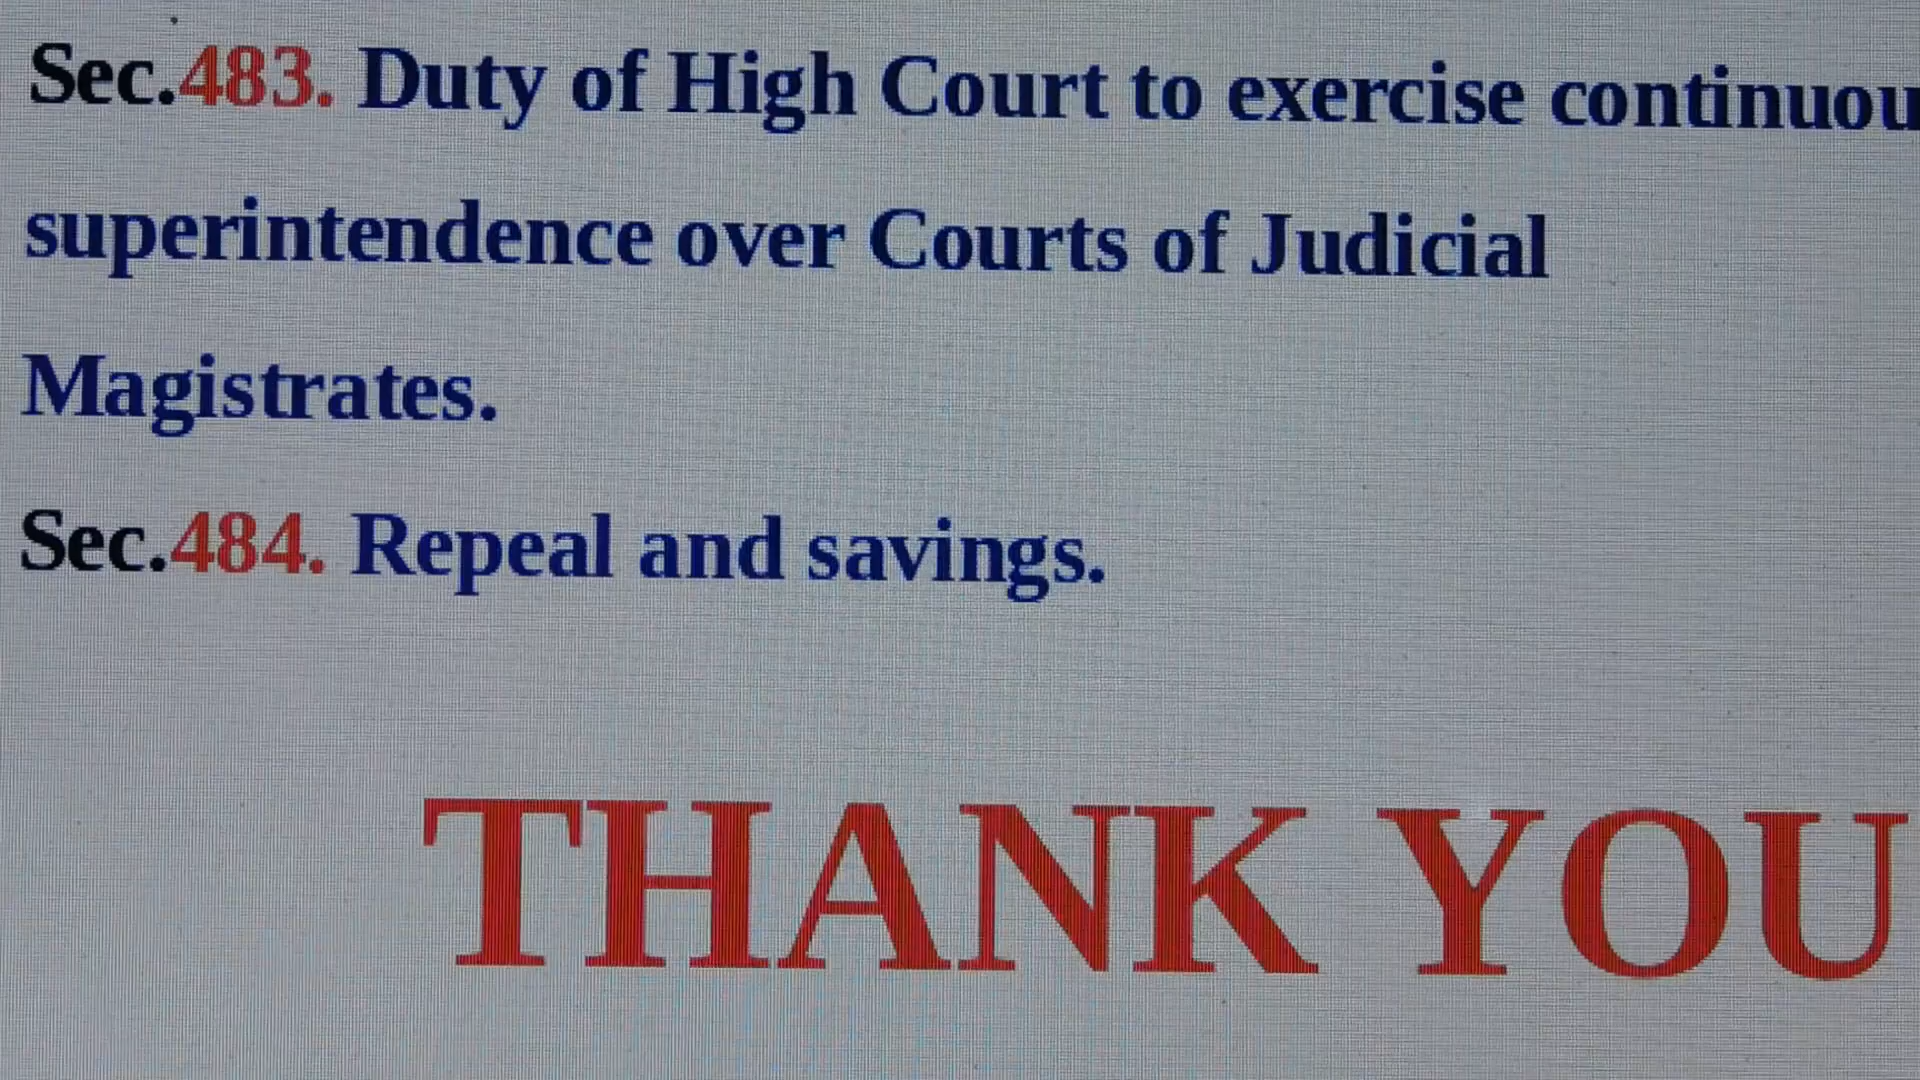 Sec.483. Duty of High Court to exercise continuou
superintendence over Courts of Judicial
Magistrates.
Sec.484. Repeal and savings.
THANK YOU